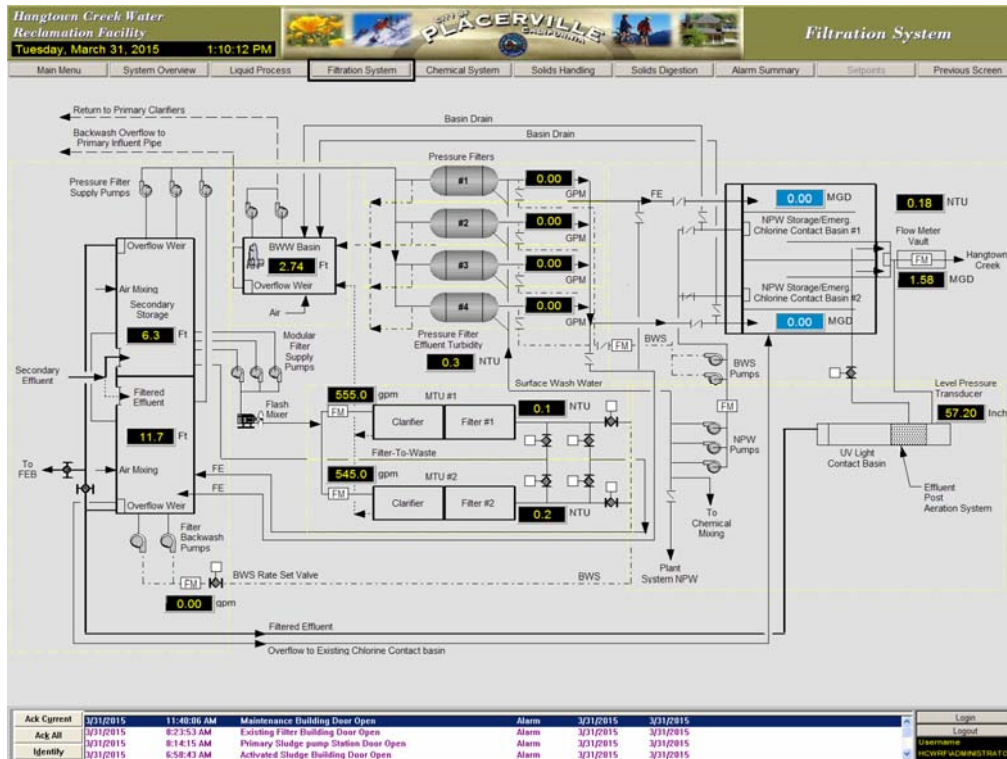 Hangtown Creek Water
Reclamation Facility
Tuesday, March 31, 2015 1:10:12 PM
CITY OF
PLACERVILLE
CALIFORNIA
Filtration System
Main Menu
System Overview
Liquid Process
Filtration System
Chemical System
Solids Handling
Solids Digestion
Alarm Summary
Setpoints
Previous Screen
Return to Primary Clarifiers
Backwash Overflow to
Primary Influent Pipe
Basin Drain
Basin Drain
Pressure Filter
Supply Pumps
Pressure Filters
#1
0.00
GPM
#2
0.00
#3
0.00
#4
0.00
GPM
FE
BWW Basin
2.74 Ft
Overflow Weir
Air
Pressure Filter
Effluent Turbidity
0.3 NTU
0.00 MGD
NPW Storage/Emerg.
Chlorine Contact Basin #1
NPW Storage/Emerg.
Chlorine Contact Basin #2
0.00 MGD
0.18 NTU
Flow Meter
Vault
FM
1.58 MGD
Hangtown
Creek
Overflow Weir
Air Mixing
Secondary
Storage
6.3 Ft
Secondary
Effluent
Filtered
Effluent
11.7 Ft
To
FEB
Air Mixing
Overflow Weir
Modular
Filter
Supply
Pumps
Flash
Mixer
FM
BWS
BWS
Pumps
FM
NPW
Pumps
Surface Wash Water
555.0 gpm
MTU #1
0.1 NTU
FM
Clarifier
Filter #1
Filter-To-Waste
545.0 gpm
MTU #2
FM
Clarifier
Filter #2
0.2 NTU
FE
FE
Level Pressure
Transducer
57.20 Inch
UV Light
Contact Basin
Effluent
Post
Aeration System
To
Chemical
Mixing
Plant
System NPW
Filter
Backwash
Pumps
BWS Rate Set Valve
BWS
FM
0.00 gpm
Filtered Effluent
Overflow to Existing Chlorine Contact basin
Ack Current
Ack All
Identify
3/31/2015 11:40:06 AM Maintenance Building Door Open Alarm 3/31/2015 3/31/2015
3/31/2015 8:23:53 AM Existing Filter Building Door Open Alarm 3/31/2015 3/31/2015
3/31/2015 8:14:15 AM Primary Sludge pump Station Door Open Alarm 3/31/2015 3/31/2015
3/31/2015 6:58:43 AM Activated Sludge Building Door Open Alarm 3/31/2015 3/31/2015
Login
Logout
Username
HCWRF\ADMINISTRATO